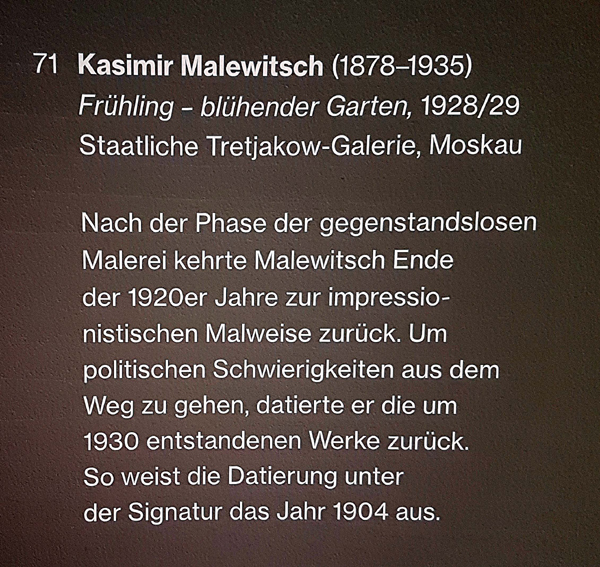 71 Kasimir Malewitsch (1878–1935)
Frühling – blühender Garten, 1928/29
Staatliche Tretjakow-Galerie, Moskau
Nach der Phase der gegenstandslosen
Malerei kehrte Malewitsch Ende
der 1920er Jahre zur impressio-
nistischen Malweise zurück. Um
politischen Schwierigkeiten aus dem
Weg zu gehen, datierte er die um
1930 entstandenen Werke zurück.
So weist die Datierung unter
der Signatur das Jahr 1904 aus.